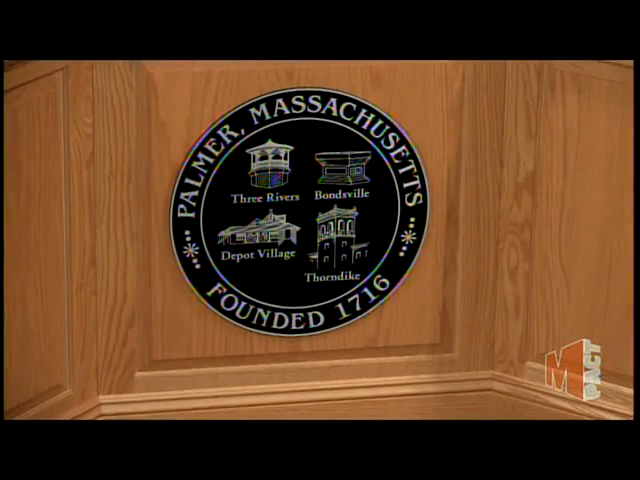 PALMER, MASSACHUSETTS
Three Rivers
Bondsville
Depot Village
Thorndike
FOUNDED 1716
M PACT